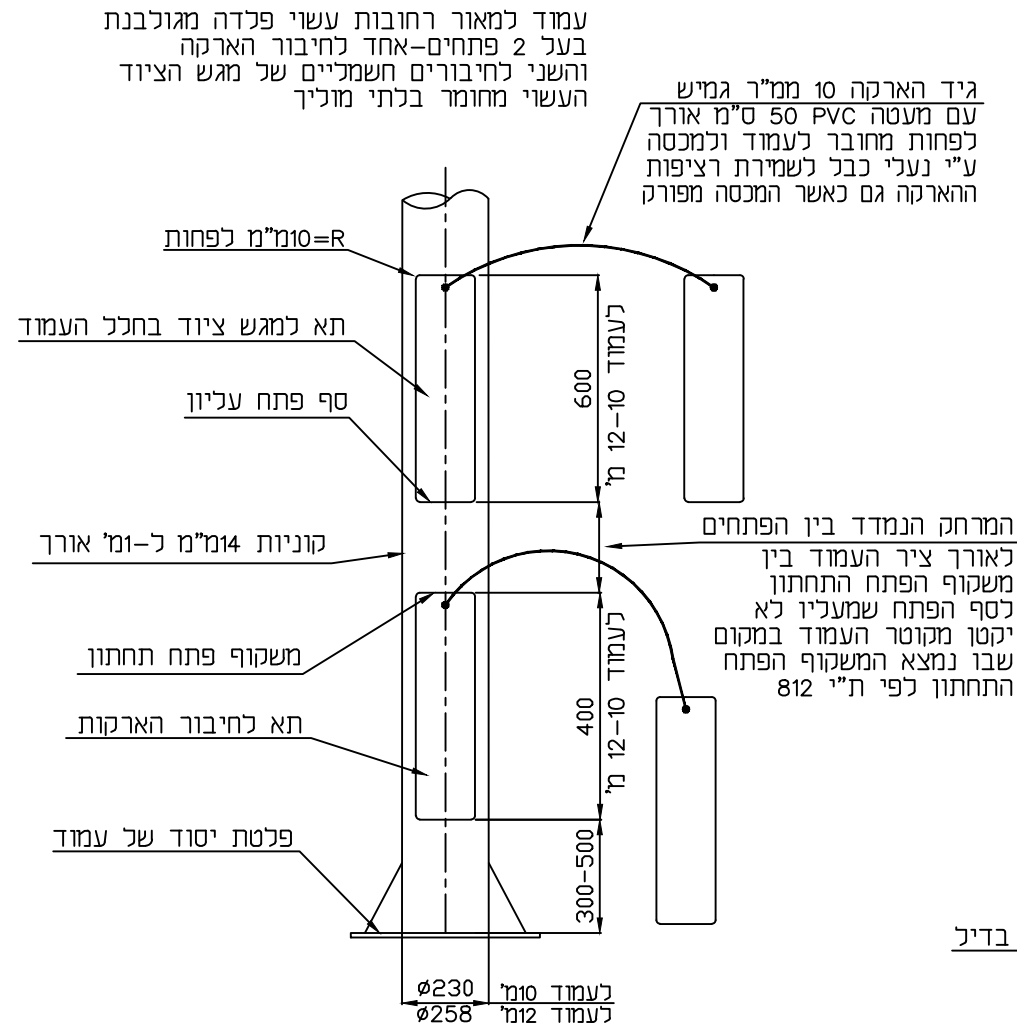 עמוד למאור רחובות עשוי פלדה מגולבנת
בעל 2 פתחים-אחד לחיבור הארקה
והשני לחיבורים חשמליים של מגש הציוד
העשוי מחומר בלתי מוליך
גיד הארקה 10 ממ"ר גמיש
עם מעטה PVC 50 ס"מ אורך
לפחות מחובר לעמוד ולמכסה
ע"י נעלי כבל לשמירת רציפות
ההארקה גם כאשר המכסה מפורק
R=10מ"מ לפחות
תא למגש ציוד בחלל העמוד
סף פתח עליון
600
לעמוד 10-12 מ'
קוניות 14מ"מ ל-1מ' אורך
המרחק הנמדד בין הפתחים
לאורך ציר העמוד בין
משקוף הפתח התחתון
לסף הפתח שמעליו לא
יקטן מקוטר העמוד במקום
שבו נמצא המשקוף הפתח
התחתון לפי ת"י 812
משקוף פתח תחתון
400
לעמוד 10-12 מ'
תא לחיבור הארקות
פלטת יסוד של עמוד
300-500
בדיל
ø230 לעמוד 10מ'
ø258 לעמוד 12מ'